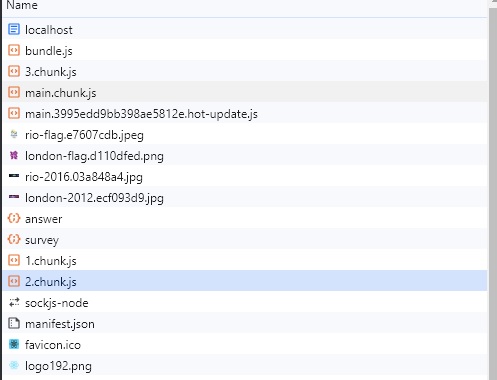 Name
localhost
bundle.js
3.chunk.js
main.chunk.js
main.3995edd9bb398ae5812e.hot-update.js
rio-flag.e7607cdb.jpeg
london-flag.d110dfed.png
rio-2016.03a848a4.jpg
london-2012.ecf093d9.jpg
answer
survey
1.chunk.js
2.chunk.js
sockjs-node
manifest.json
favicon.ico
logo192.png